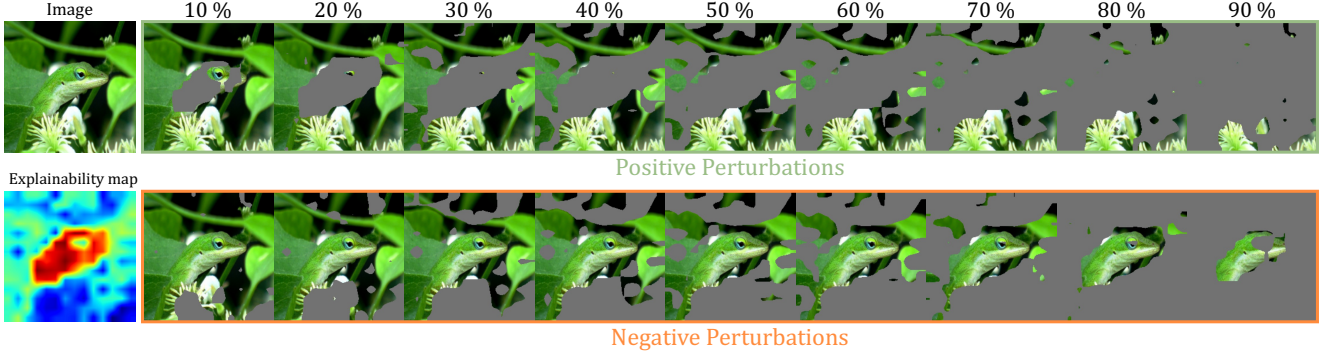 Image 10 % 20 % 30 % 40 % 50 % 60 % 70 % 80 % 90 %
Positive Perturbations
Explainability map
Negative Perturbations